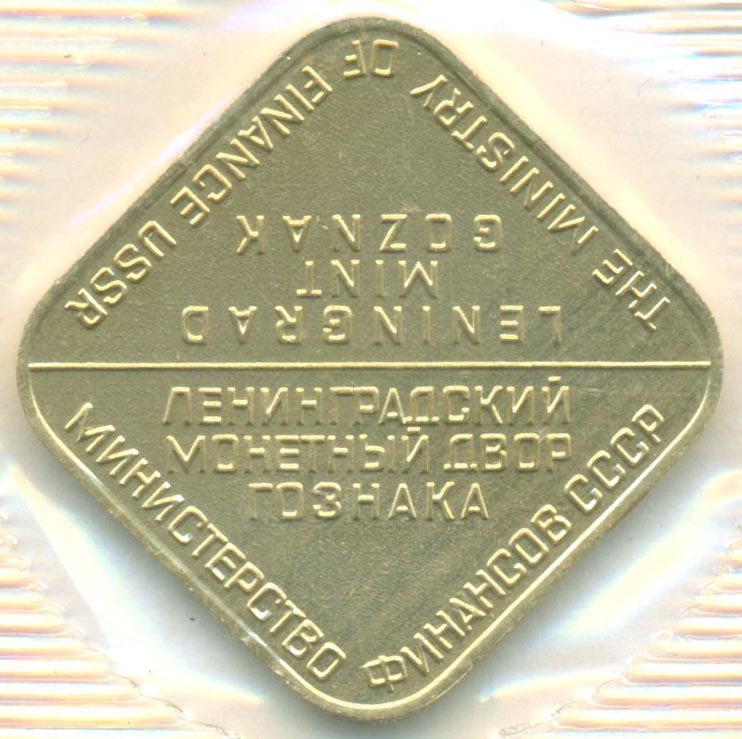 THE MINISTRY OF FINANCE USSR
LENINGRAD
MINT
GOZNAK
ЛЕНИНГРАДСКИЙ
МОНЕТНЫЙ ДВОР
ГОЗНАКА
МИНИСТЕРСТВО ФИНАНСОВ СССР